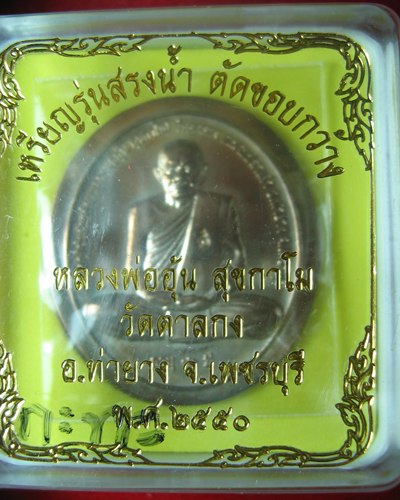 เหรียญรุ่นสรงน้ำ ตัดขอบกว้าง
หลวงพ่ออุ้น สุขกาโม
วัดตาลกง
อ.ท่ายาง จ.เพชรบุรี
พ.ศ.๒๕๕๐